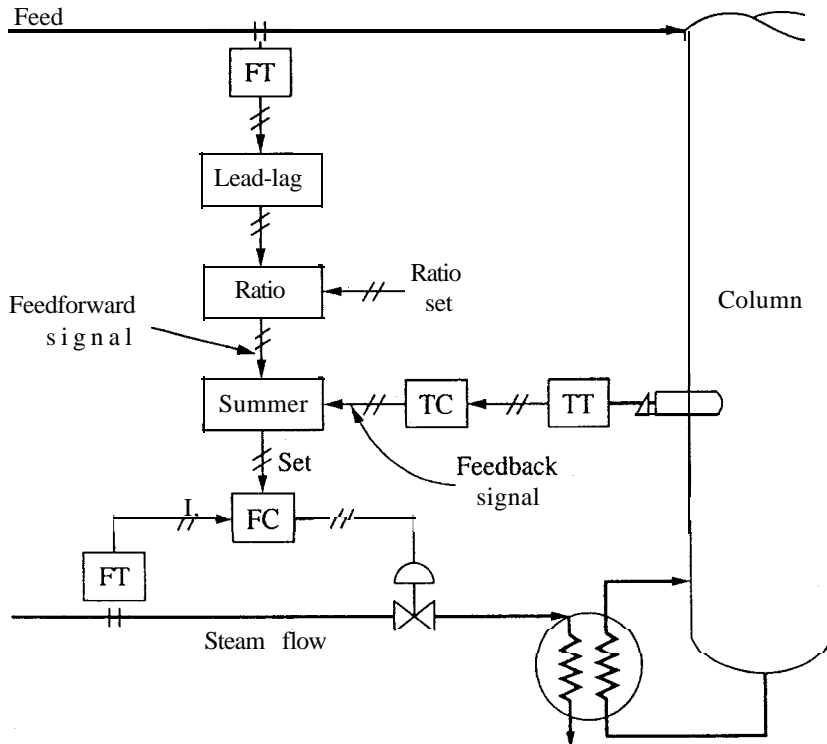 Feed
FT
Lead-lag
Ratio
Ratio
set
Feedforward
signal
Column
Summer
TC
TT
Set
Feedback
signal
FC
FT
Steam flow